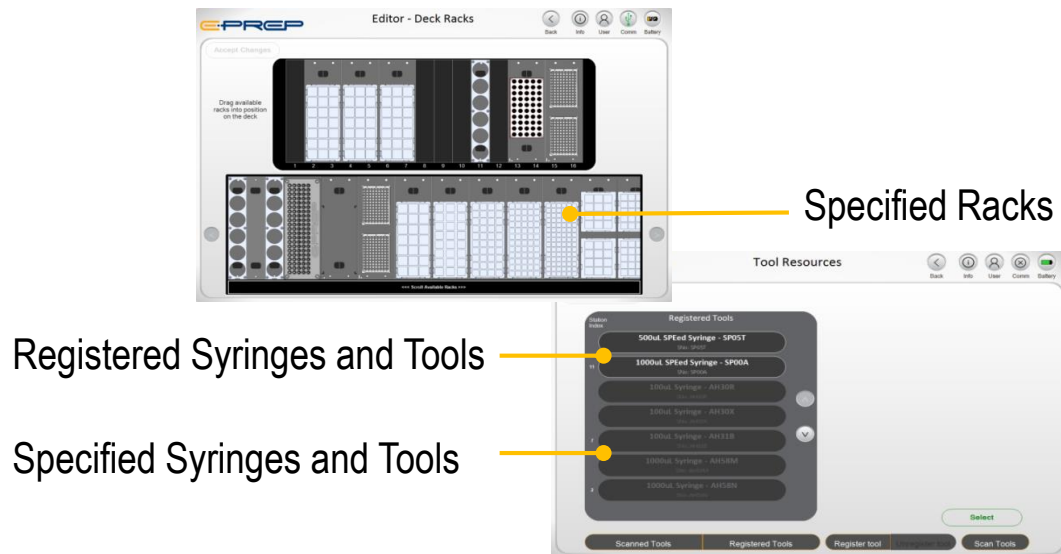 ePREP
Editor - Deck Racks
Back Info User Comm Battery
Accept Changes
Drag available
racks into position
on the deck
1 2 3 4 5 6 7 8 9 10 11 12 13 14 15 16
<<< Scroll Available Racks >>>
Specified Racks
Tool Resources
Back Info User Comm Battery
Station
Index
Registered Tools
500uL SPEed Syringe - SP05T
11
1000uL SPEed Syringe - SP00A
100uL Syringe - AH30R
100uL Syringe - AH30X
100uL Syringe - AH31B
1000uL Syringe - AH58M
1000uL Syringe - AH58N
Registered Syringes and Tools
Specified Syringes and Tools
Select
Scanned Tools
Registered Tools
Register tool
Scan Tools